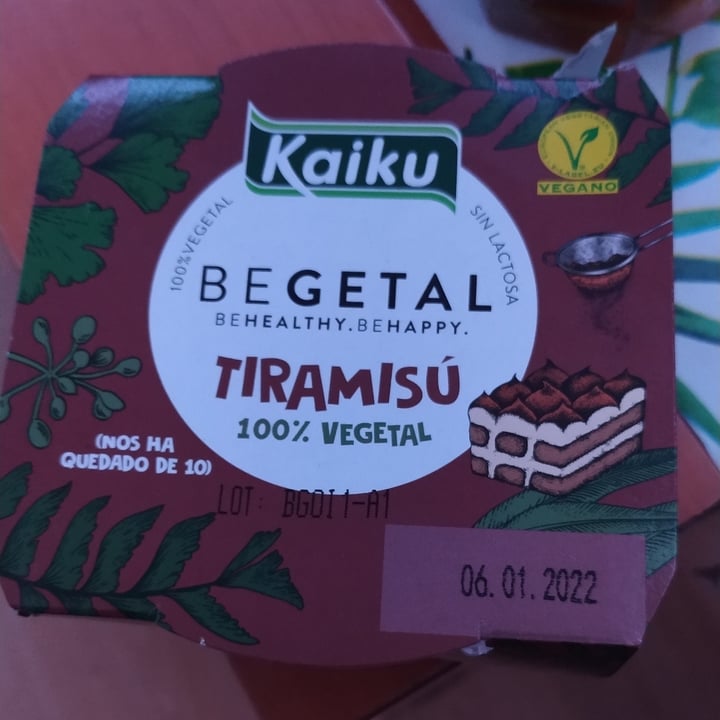 Kaiku
100% VEGETAL
SIN LACTOSA
VEGANO
BEGETAL
BEHEALTHY.BEHAPPY.
TIRAMISÚ
100% VEGETAL
(NOS HA
QUEDADO DE 10)
LOT: BGDI1-A1
06.01.2022